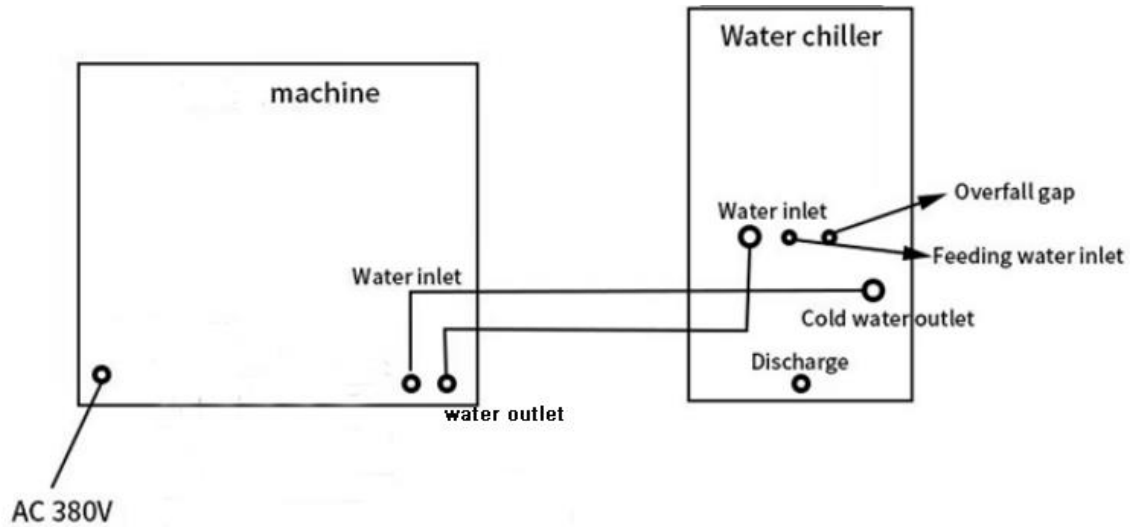 Water chiller
machine
Overfall gap
Water inlet
Feeding water inlet
Water inlet
Cold water outlet
Discharge
water outlet
AC 380V